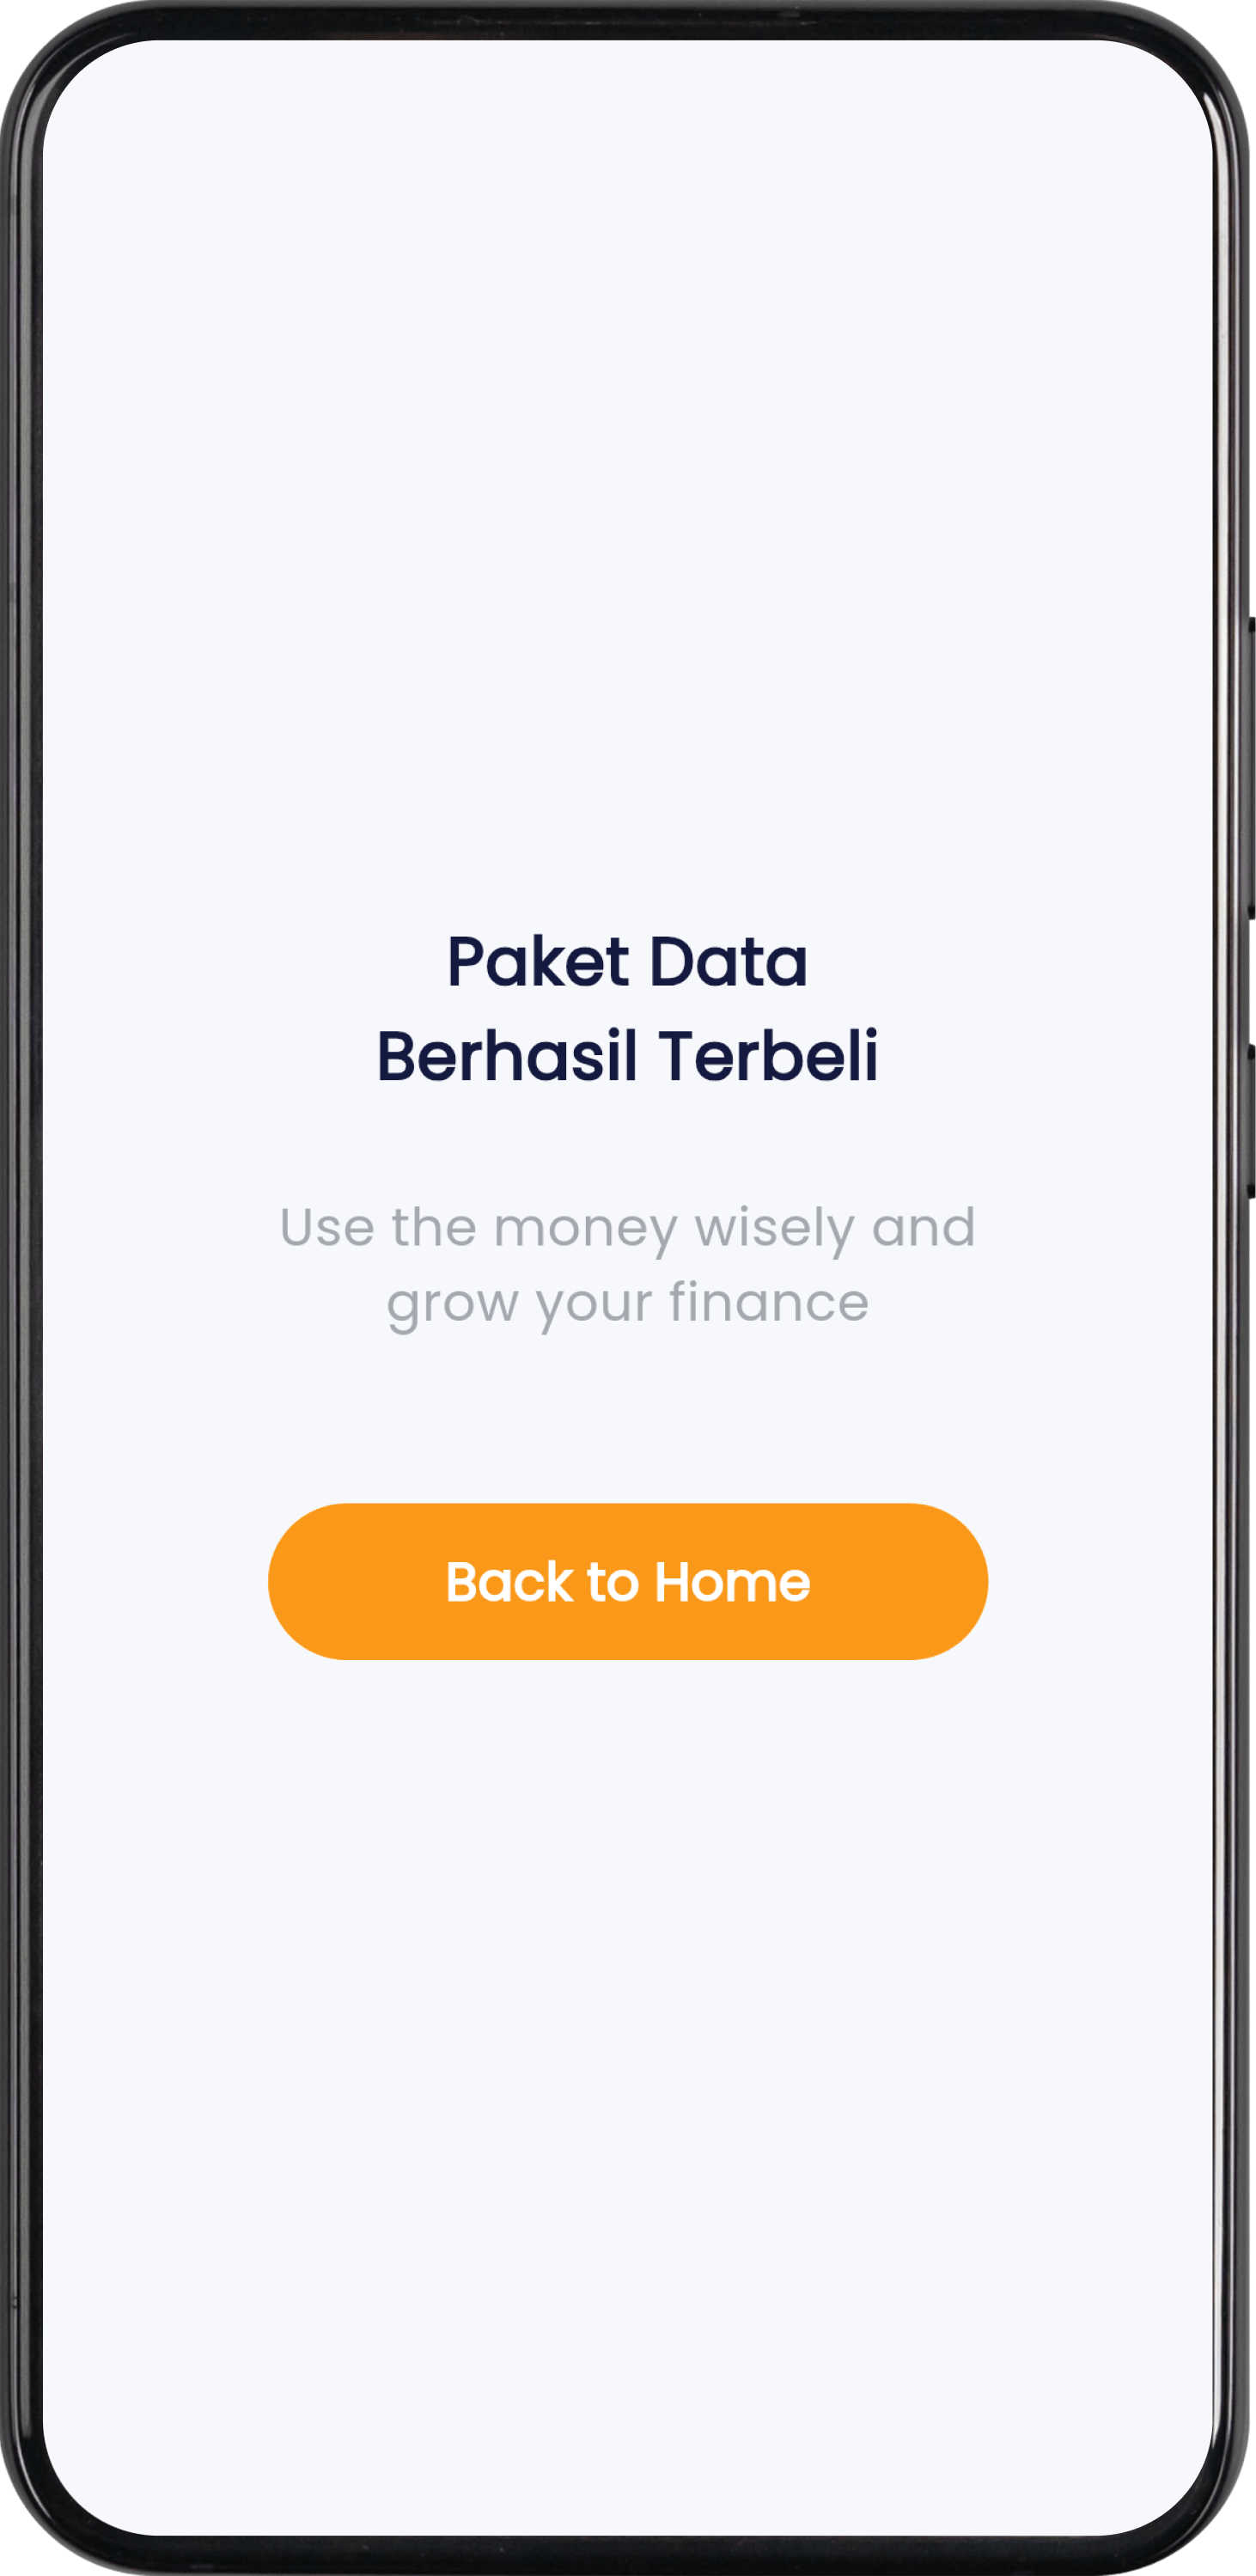 Paket Data
Berhasil Terbeli
Use the money wisely and
grow your finance
Back to Home